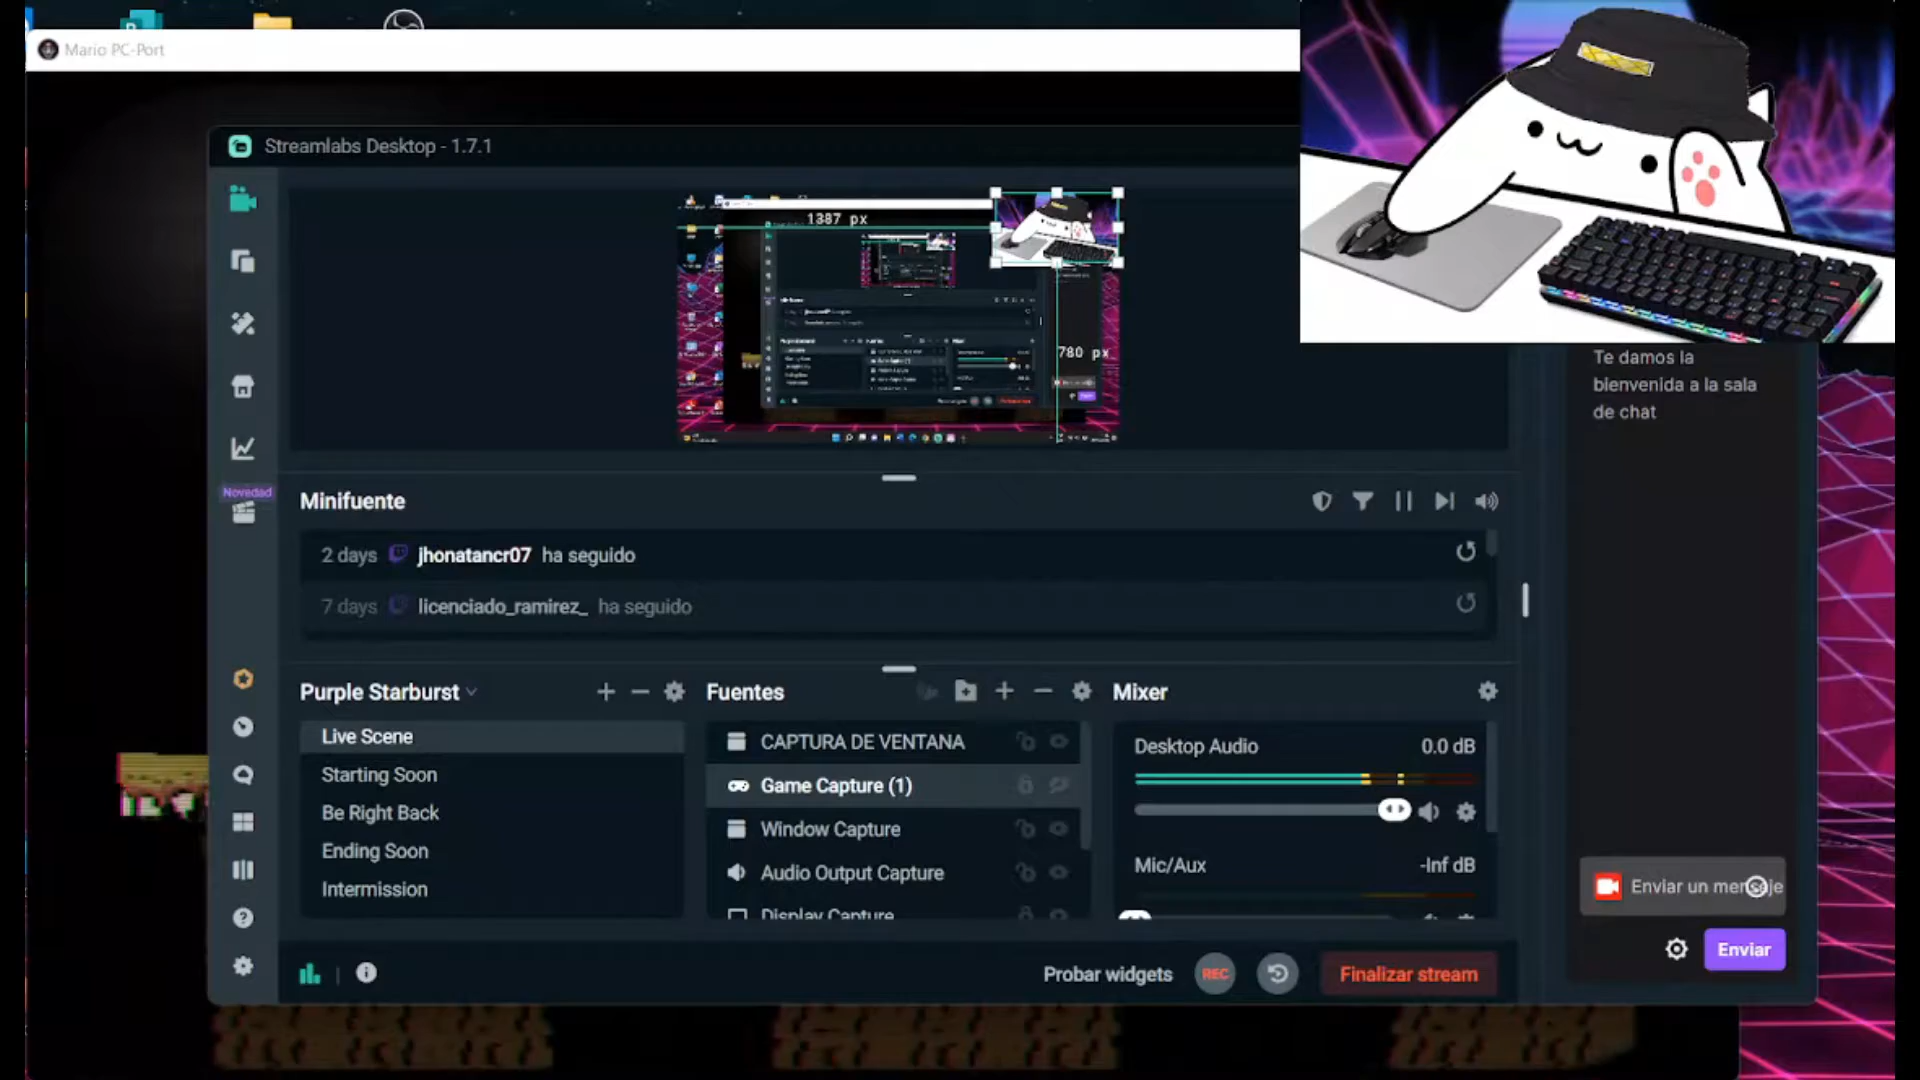 Mario PC-Port
Streamlabs Desktop - 1.7.1
1387 px
780 px
Te damos la
bienvenida a la sala
de chat
Novedad
Minifuente
2 days jhonatancr07 ha seguido
7 days licenciado_ramirez_ ha seguido
Purple Starburst
Live Scene
Starting Soon
Be Right Back
Ending Soon
Intermission
Fuentes
CAPTURA DE VENTANA
Game Capture (1)
Window Capture
Audio Output Capture
Display Capture
Mixer
Desktop Audio 0.0 dB
Mic/Aux -Inf dB
Enviar un mensaje
Enviar
Probar widgets
REC
Finalizar stream